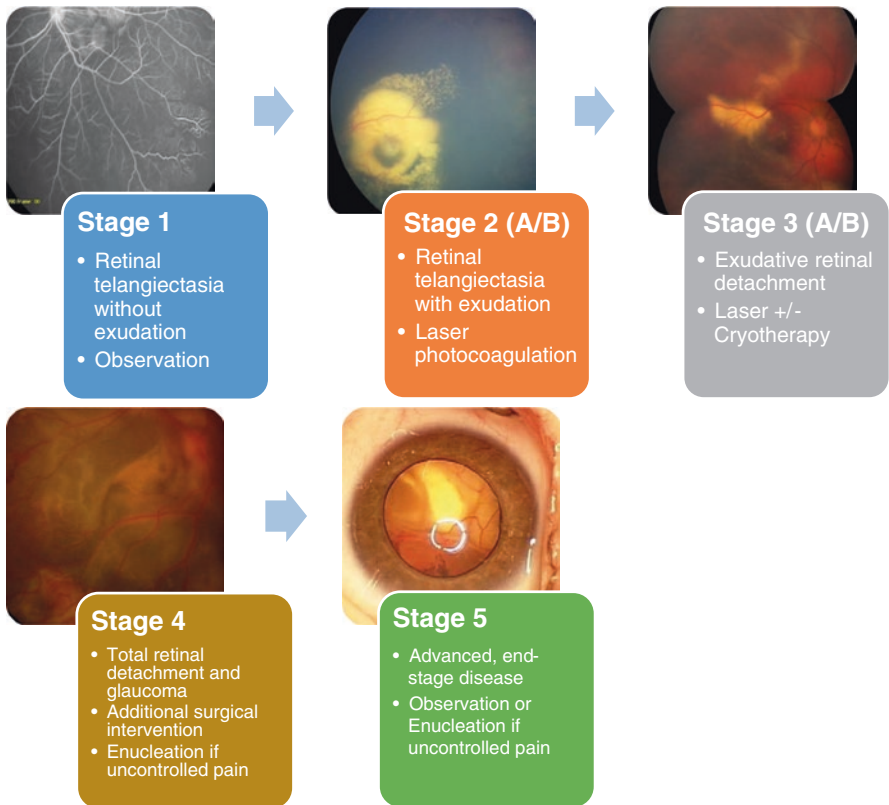 Stage 1
• Retinal
telangiectasia
without
exudation
• Observation
Stage 2 (A/B)
• Retinal
telangiectasia
with exudation
• Laser
photocoagulation
Stage 3 (A/B)
• Exudative retinal
detachment
• Laser +/-
Cryotherapy
Stage 4
• Total retinal
detachment and
glaucoma
• Additional surgical
intervention
• Enucleation if
uncontrolled pain
Stage 5
• Advanced, end-
stage disease
• Observation or
Enucleation if
uncontrolled pain